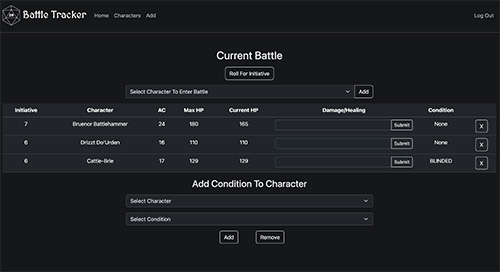 Battle Tracker Home Characters Add Log Out
Current Battle
Roll For Initiative
Select Character To Enter Battle Add
Initiative Character AC Max HP Current HP Damage/Healing Condition
7 Bruenor Battlehammer 24 180 165 Submit None X
6 Drizzt Do'Urden 16 110 110 Submit None X
6 Cattie-Brie 17 129 129 Submit BLINDED X
Add Condition To Character
Select Character
Select Condition
Add Remove